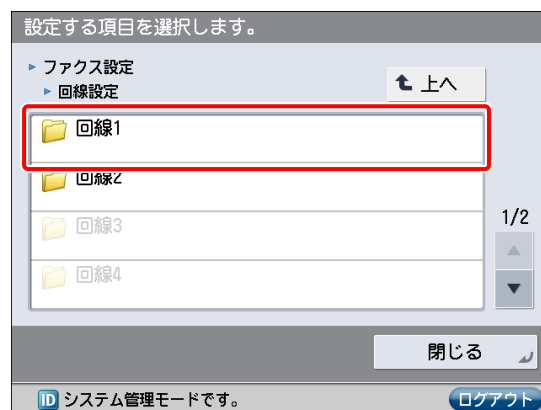 設定する項目を選択します。
ファクス設定
回線設定
上へ
回線1
回線2
回線3
回線4
1/2
閉じる
ID システム管理モードです。
ログアウト